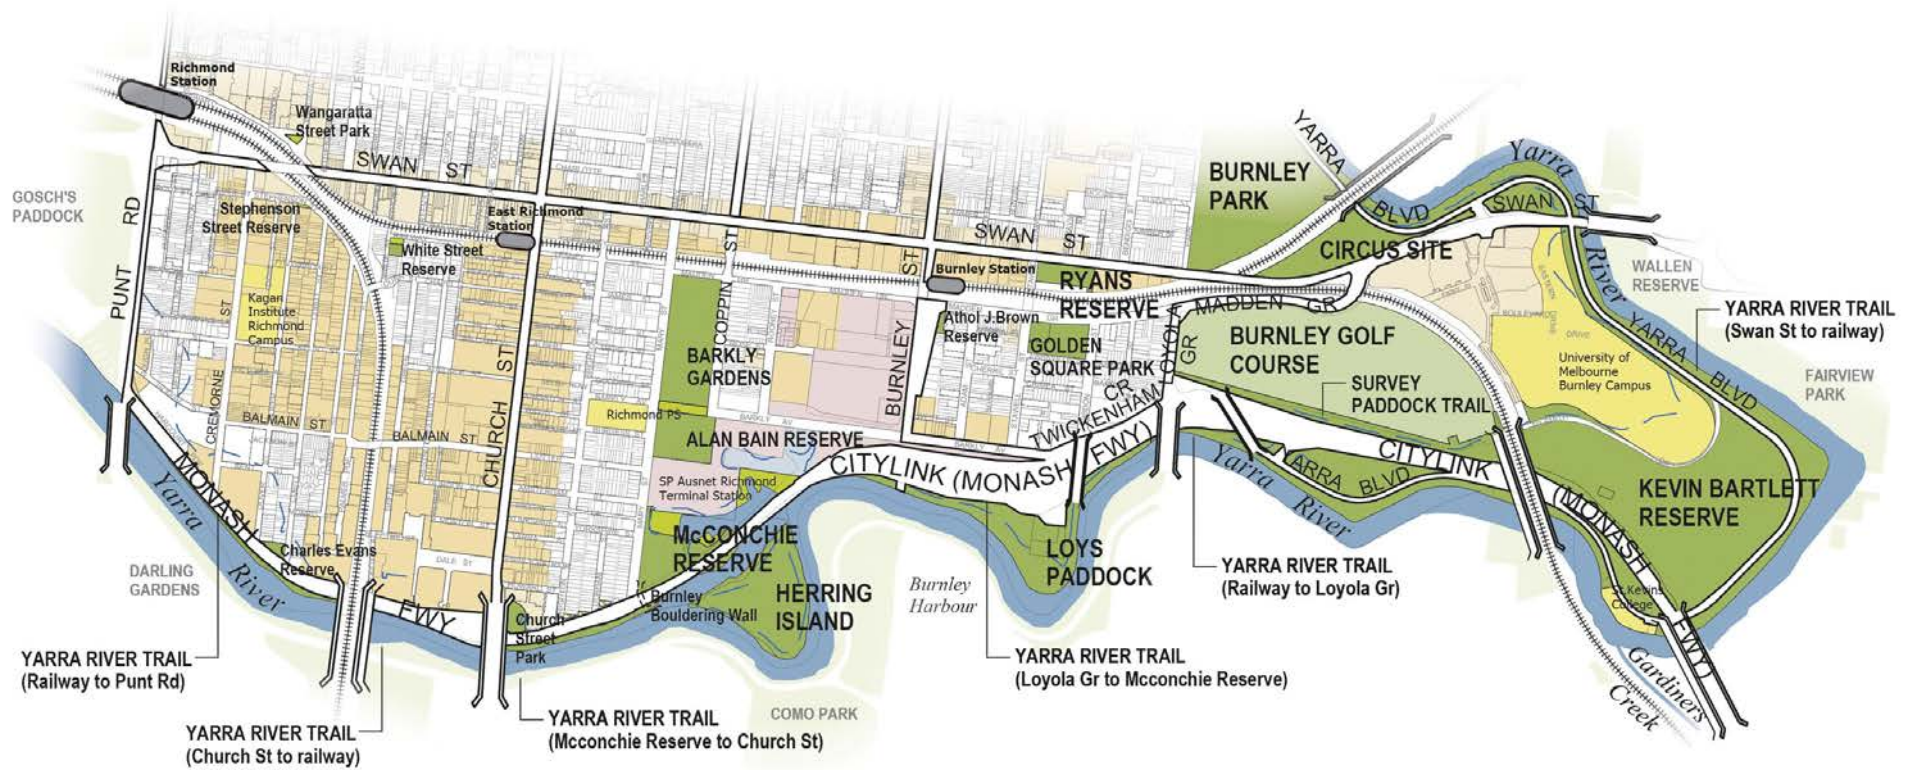 Richmond
Station
Wangaratta
Street Park
SWAN ST
GOSCH'S
PADDOCK
PUNT RD
Stephenson
Street Reserve
East Richmond
Station
White Street
Reserve
Kagan
Institute
Richmond
Campus
CREMORNE ST
BALMAIN ST
BALMAIN ST
CHURCH ST
DALE ST
BARKLY
GARDENS
COPPIN ST
Richmond PS
BARKLY AV
ALAN BAIN RESERVE
SP Ausnet Richmond
Terminal Station
BURNLEY ST
Burnley Station
SWAN ST
RYANS
RESERVE
Athol J.Brown
Reserve
GOLDEN
SQUARE PARK
BARKLY AV
TWICKENHAM CR
LOYOLA GR
MADDEN GR
BURNLEY
PARK
YARRA BLVD
Yarra River
SWAN ST
CIRCUS SITE
BURNLEY GOLF
COURSE
SURVEY
PADDOCK TRAIL
BOULEVARD
DRIVE
University of
Melbourne
Burnley Campus
WALLEN
RESERVE
YARRA RIVER TRAIL
(Swan St to railway)
YARRA BLVD
FAIRVIEW
PARK
KEVIN BARTLETT
RESERVE
CITYLINK (MONASH FWY)
CITYLINK (MONASH FWY)
YARRA BLVD
Yarra River
St.Kevins
College
Gardiners
Creek
MONASH FWY
Yarra River
Charles Evans
Reserve
DARLING
GARDENS
McCONCHIE
RESERVE
HERRING
ISLAND
Burnley
Bouldering Wall
Church
Street
Park
Burnley
Harbour
LOYS
PADDOCK
YARRA RIVER TRAIL
(Railway to Loyola Gr)
YARRA RIVER TRAIL
(Loyola Gr to Mcconchie Reserve)
YARRA RIVER TRAIL
(Railway to Punt Rd)
YARRA RIVER TRAIL
(Church St to railway)
YARRA RIVER TRAIL
(Mcconchie Reserve to Church St)
COMO PARK